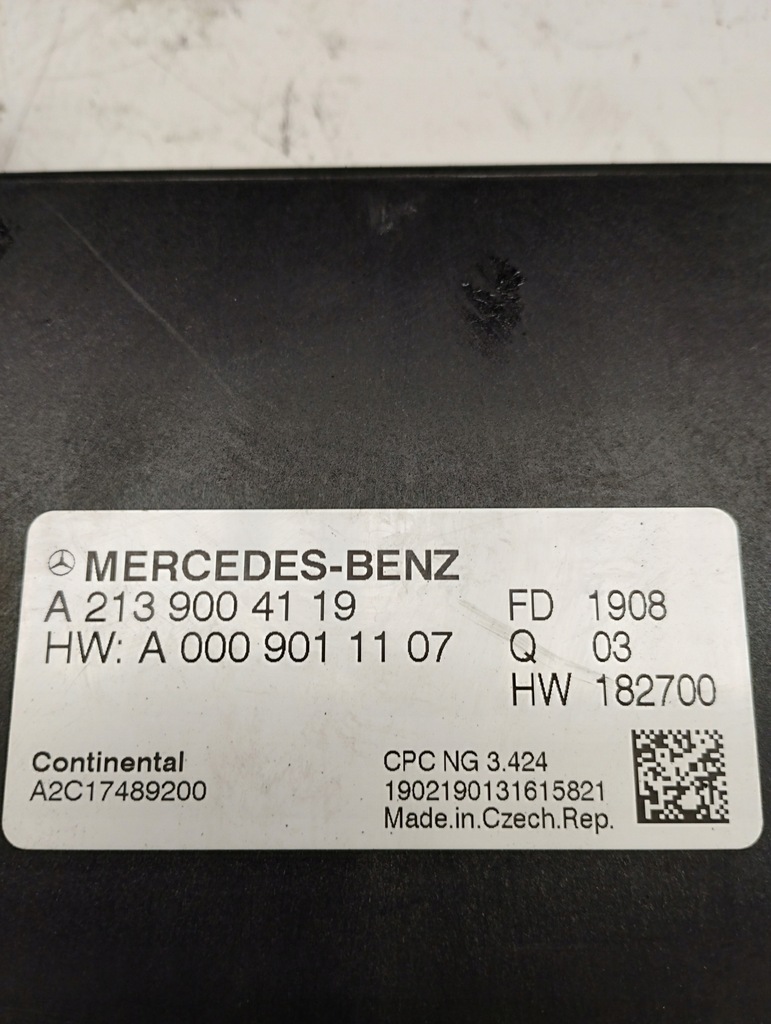 MERCEDES-BENZ
A 213 900 41 19 FD 1908
HW: A 000 901 11 07 Q 03
HW 182700
Continental CPC NG 3.424
A2C17489200 1902190131615821
Made.in.Czech.Rep.